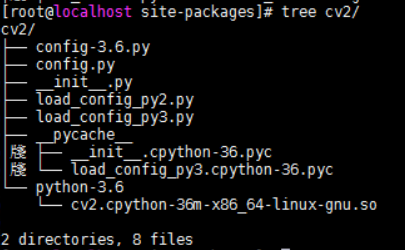 [root@localhost site-packages]# tree cv2/
cv2/
├── config-3.6.py
├── config.py
├── __init__.py
├── load_config_py2.py
├── load_config_py3.py
├── __pycache__
│   ├── __init__.cpython-36.pyc
│   └── load_config_py3.cpython-36.pyc
└── python-3.6
    └── cv2.cpython-36m-x86_64-linux-gnu.so
2 directories, 8 files